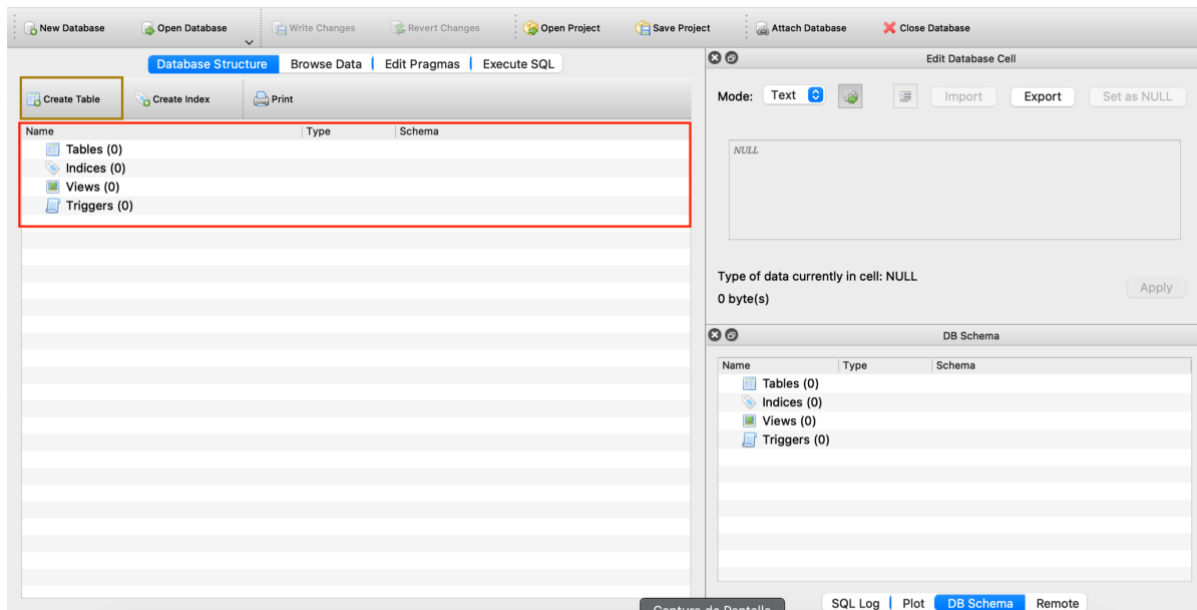 New Database Open Database Write Changes Revert Changes Open Project Save Project Attach Database Close Database
Database Structure Browse Data Edit Pragmas Execute SQL
Create Table Create Index Print
Name Type Schema
Tables (0)
Indices (0)
Views (0)
Triggers (0)
Edit Database Cell
Mode: Text Import Export Set as NULL
NULL
Type of data currently in cell: NULL
0 byte(s)
Apply
DB Schema
Name Type Schema
Tables (0)
Indices (0)
Views (0)
Triggers (0)
SQL Log Plot DB Schema Remote